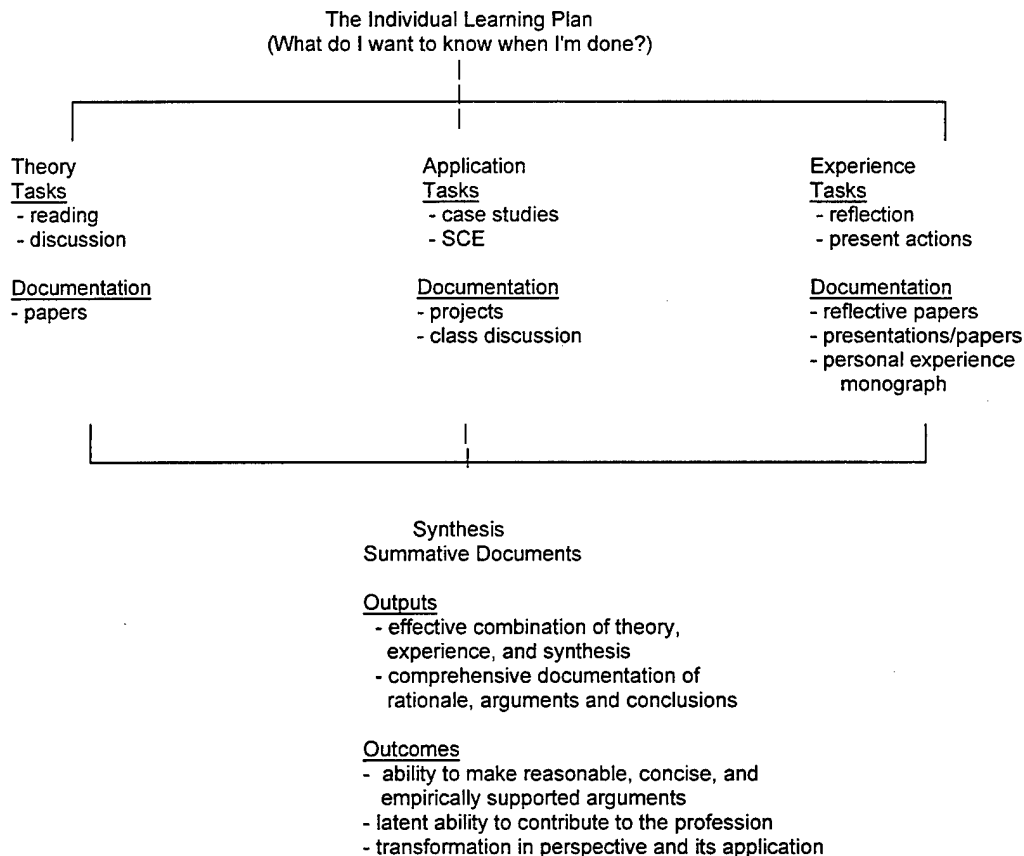 The Individual Learning Plan
(What do I want to know when I'm done?)
Theory
Tasks
- reading
- discussion
Documentation
- papers
Application
Tasks
- case studies
- SCE
Documentation
- projects
- class discussion
Experience
Tasks
- reflection
- present actions
Documentation
- reflective papers
- presentations/papers
- personal experience
monograph
Synthesis
Summative Documents
Outputs
- effective combination of theory,
experience, and synthesis
- comprehensive documentation of
rationale, arguments and conclusions
Outcomes
- ability to make reasonable, concise, and
empirically supported arguments
- latent ability to contribute to the profession
- transformation in perspective and its application